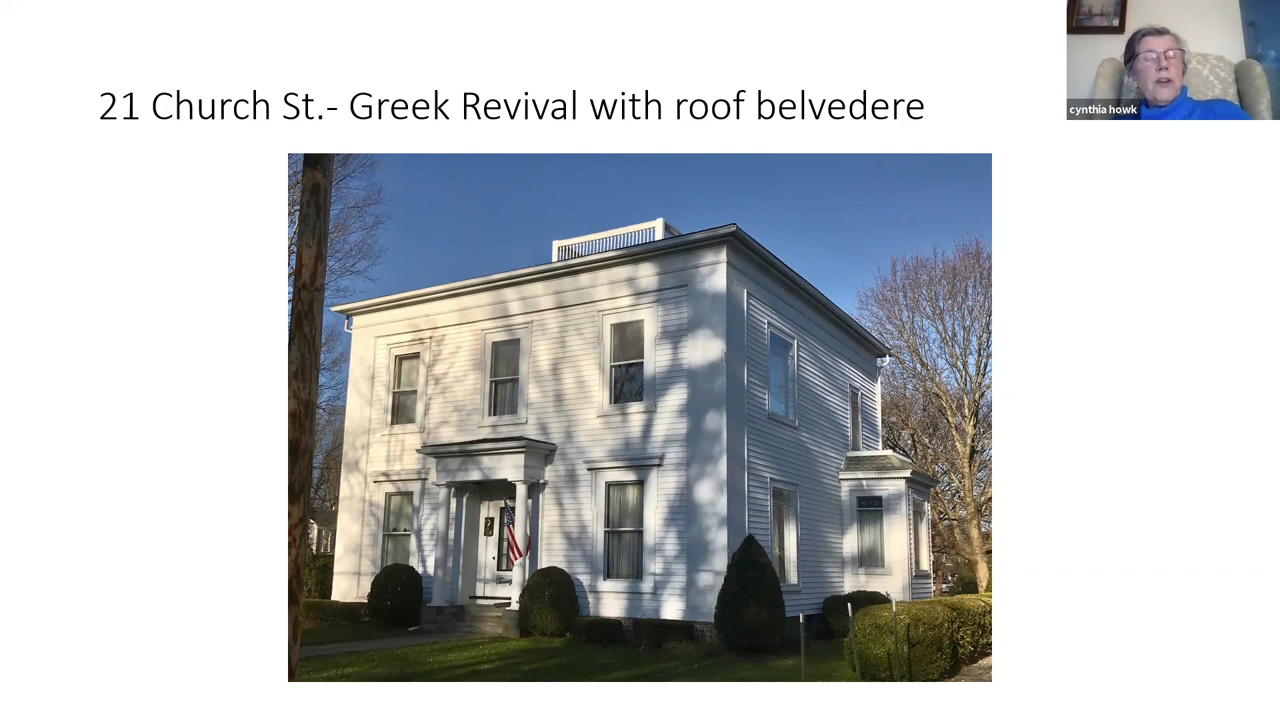 21 Church St.- Greek Revival with roof belvedere
cynthia howk